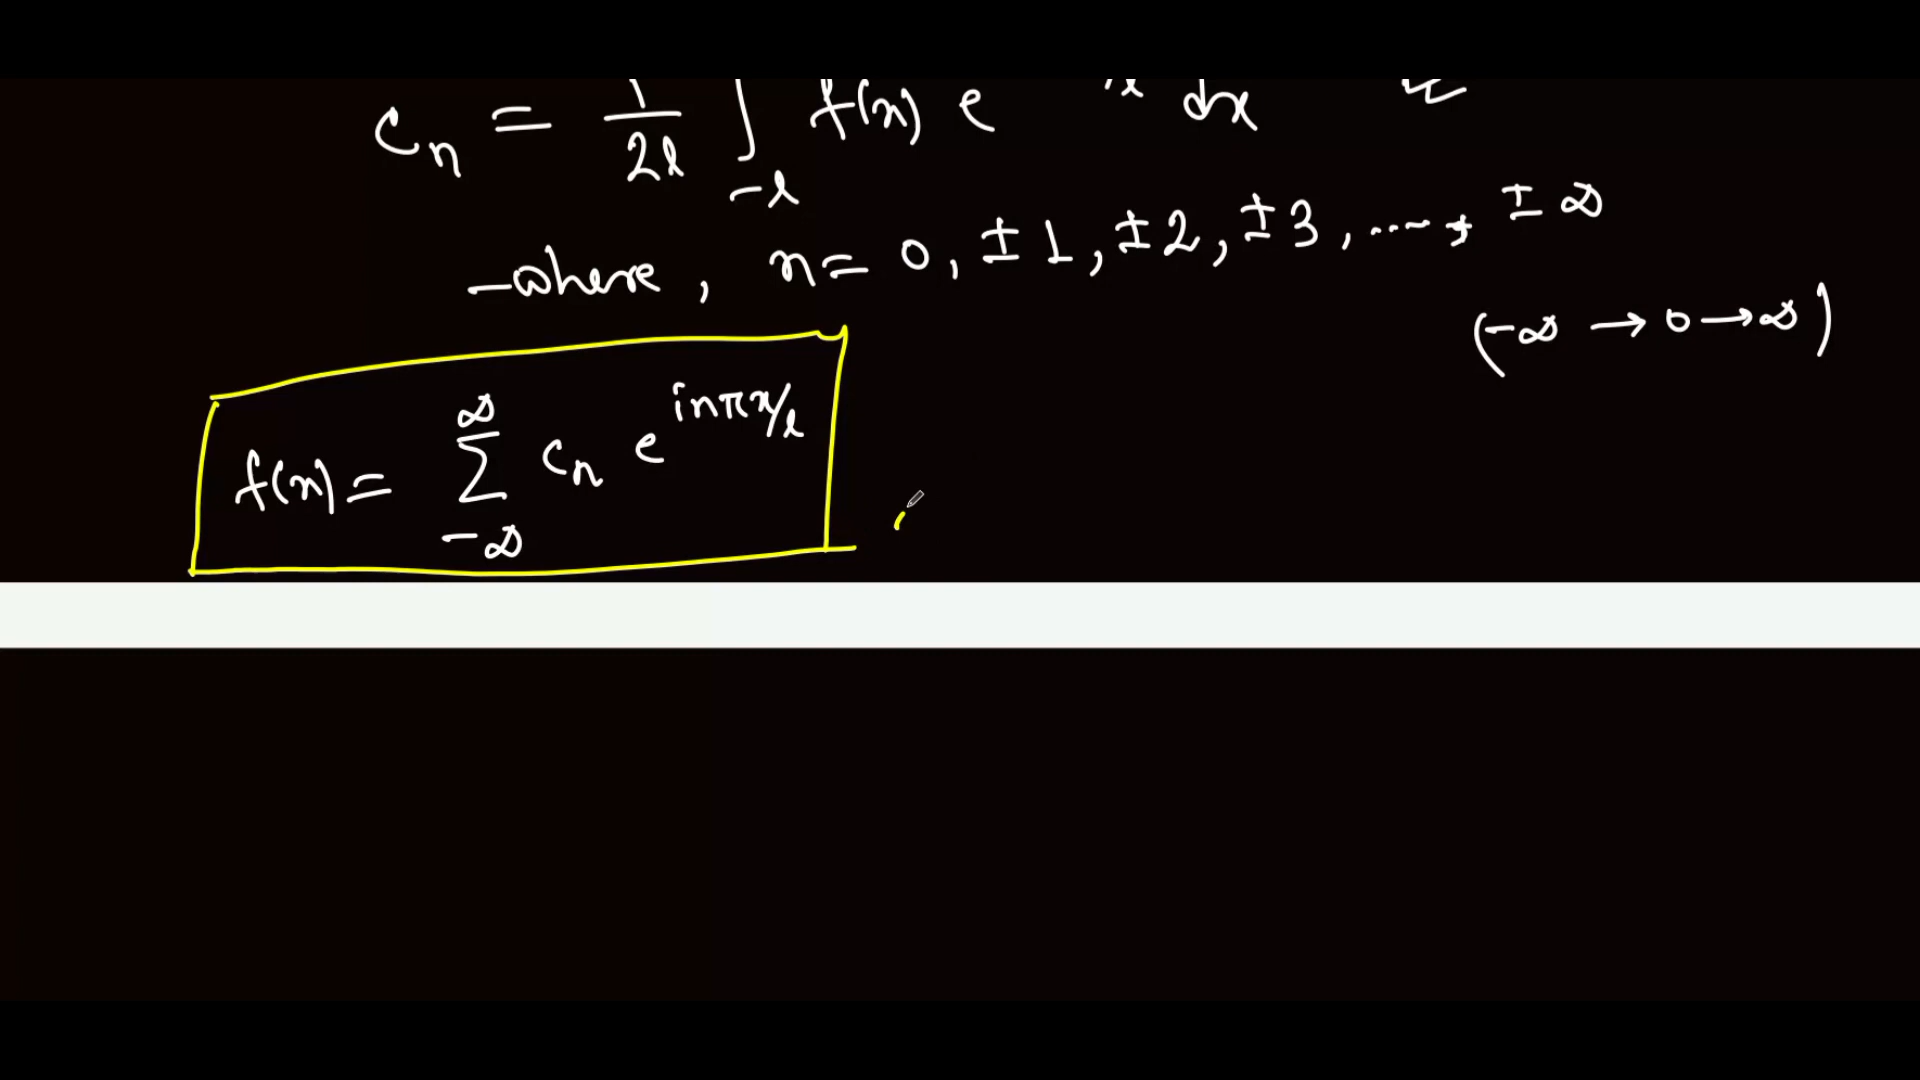 cₙ = 1/2l ∫₋ₗ f(x) e /l dx
-where, n = 0, ±1, ±2, ±3, ...., ±∞
(-∞ → 0 → ∞)
f(x) = ∑_{-∞}^{∞} cₙ e^{inπx/l}